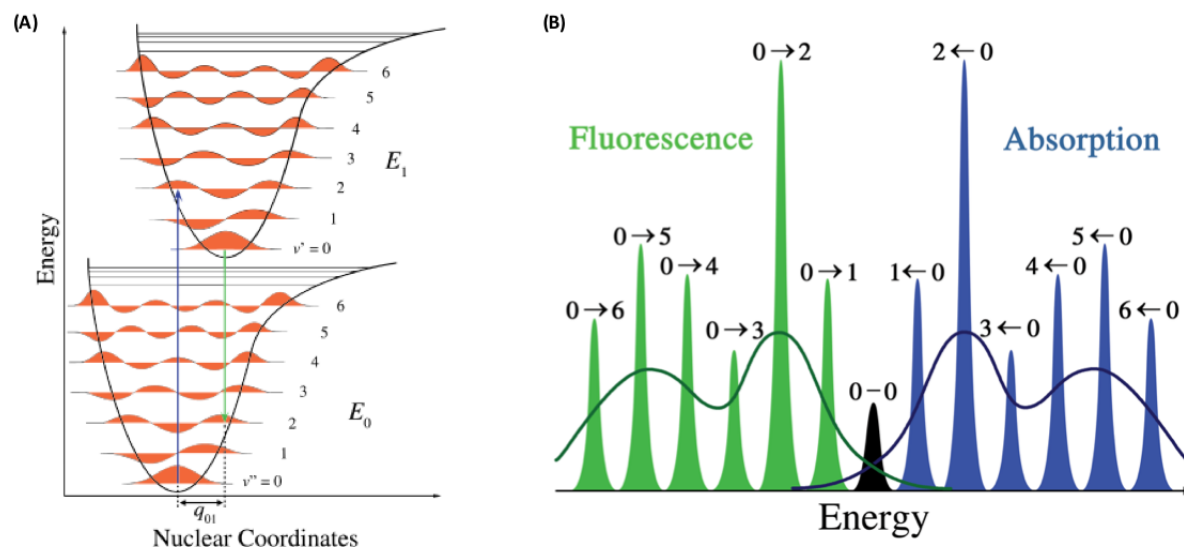 (A)
Energy
6
5
4
3
E₁
2
1
v' = 0
6
5
4
3
E₀
2
1
v'' = 0
q₀₁
Nuclear Coordinates
(B)
0→2
2←0
Fluorescence
Absorption
0→5
5←0
0→4
0→1
1←0
4←0
0→6
0→3
3←0
6←0
0–0
Energy